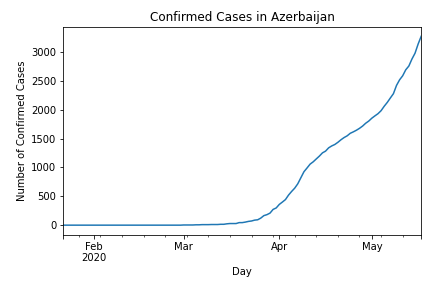 Confirmed Cases in Azerbaijan
Number of Confirmed Cases
3000
2500
2000
1500
1000
500
0
Feb
2020
Mar
Apr
May
Day